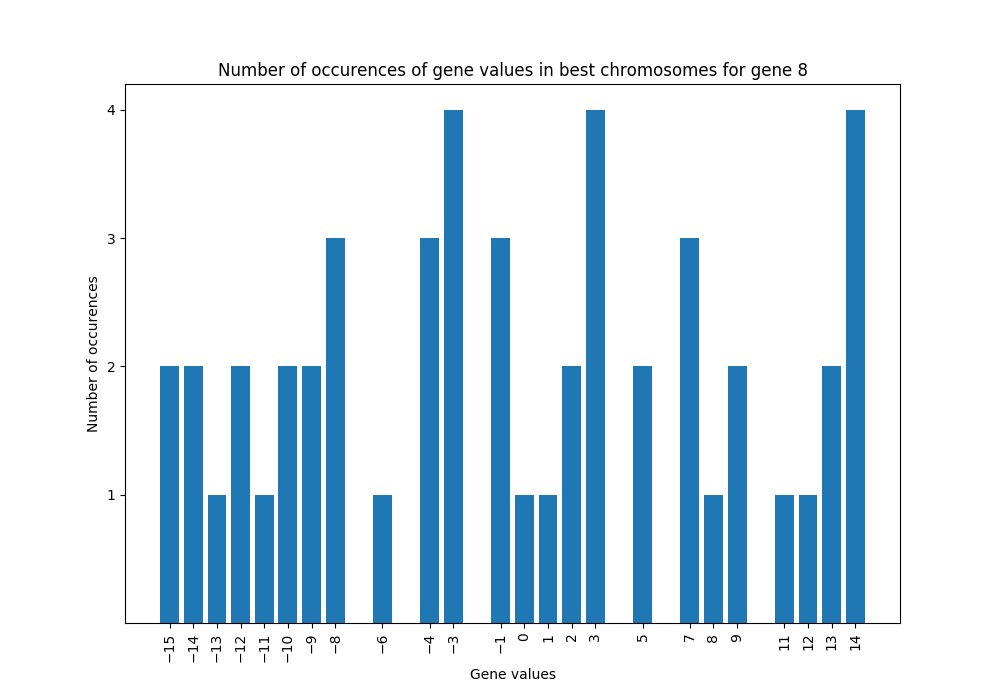 Number of occurences of gene values in best chromosomes for gene 8
4
3
2
1
Number of occurences
−15 −14 −13 −12 −11 −10 −9 −8 −6 −4 −3 −1 0 1 2 3 5 7 8 9 11 12 13 14
Gene values